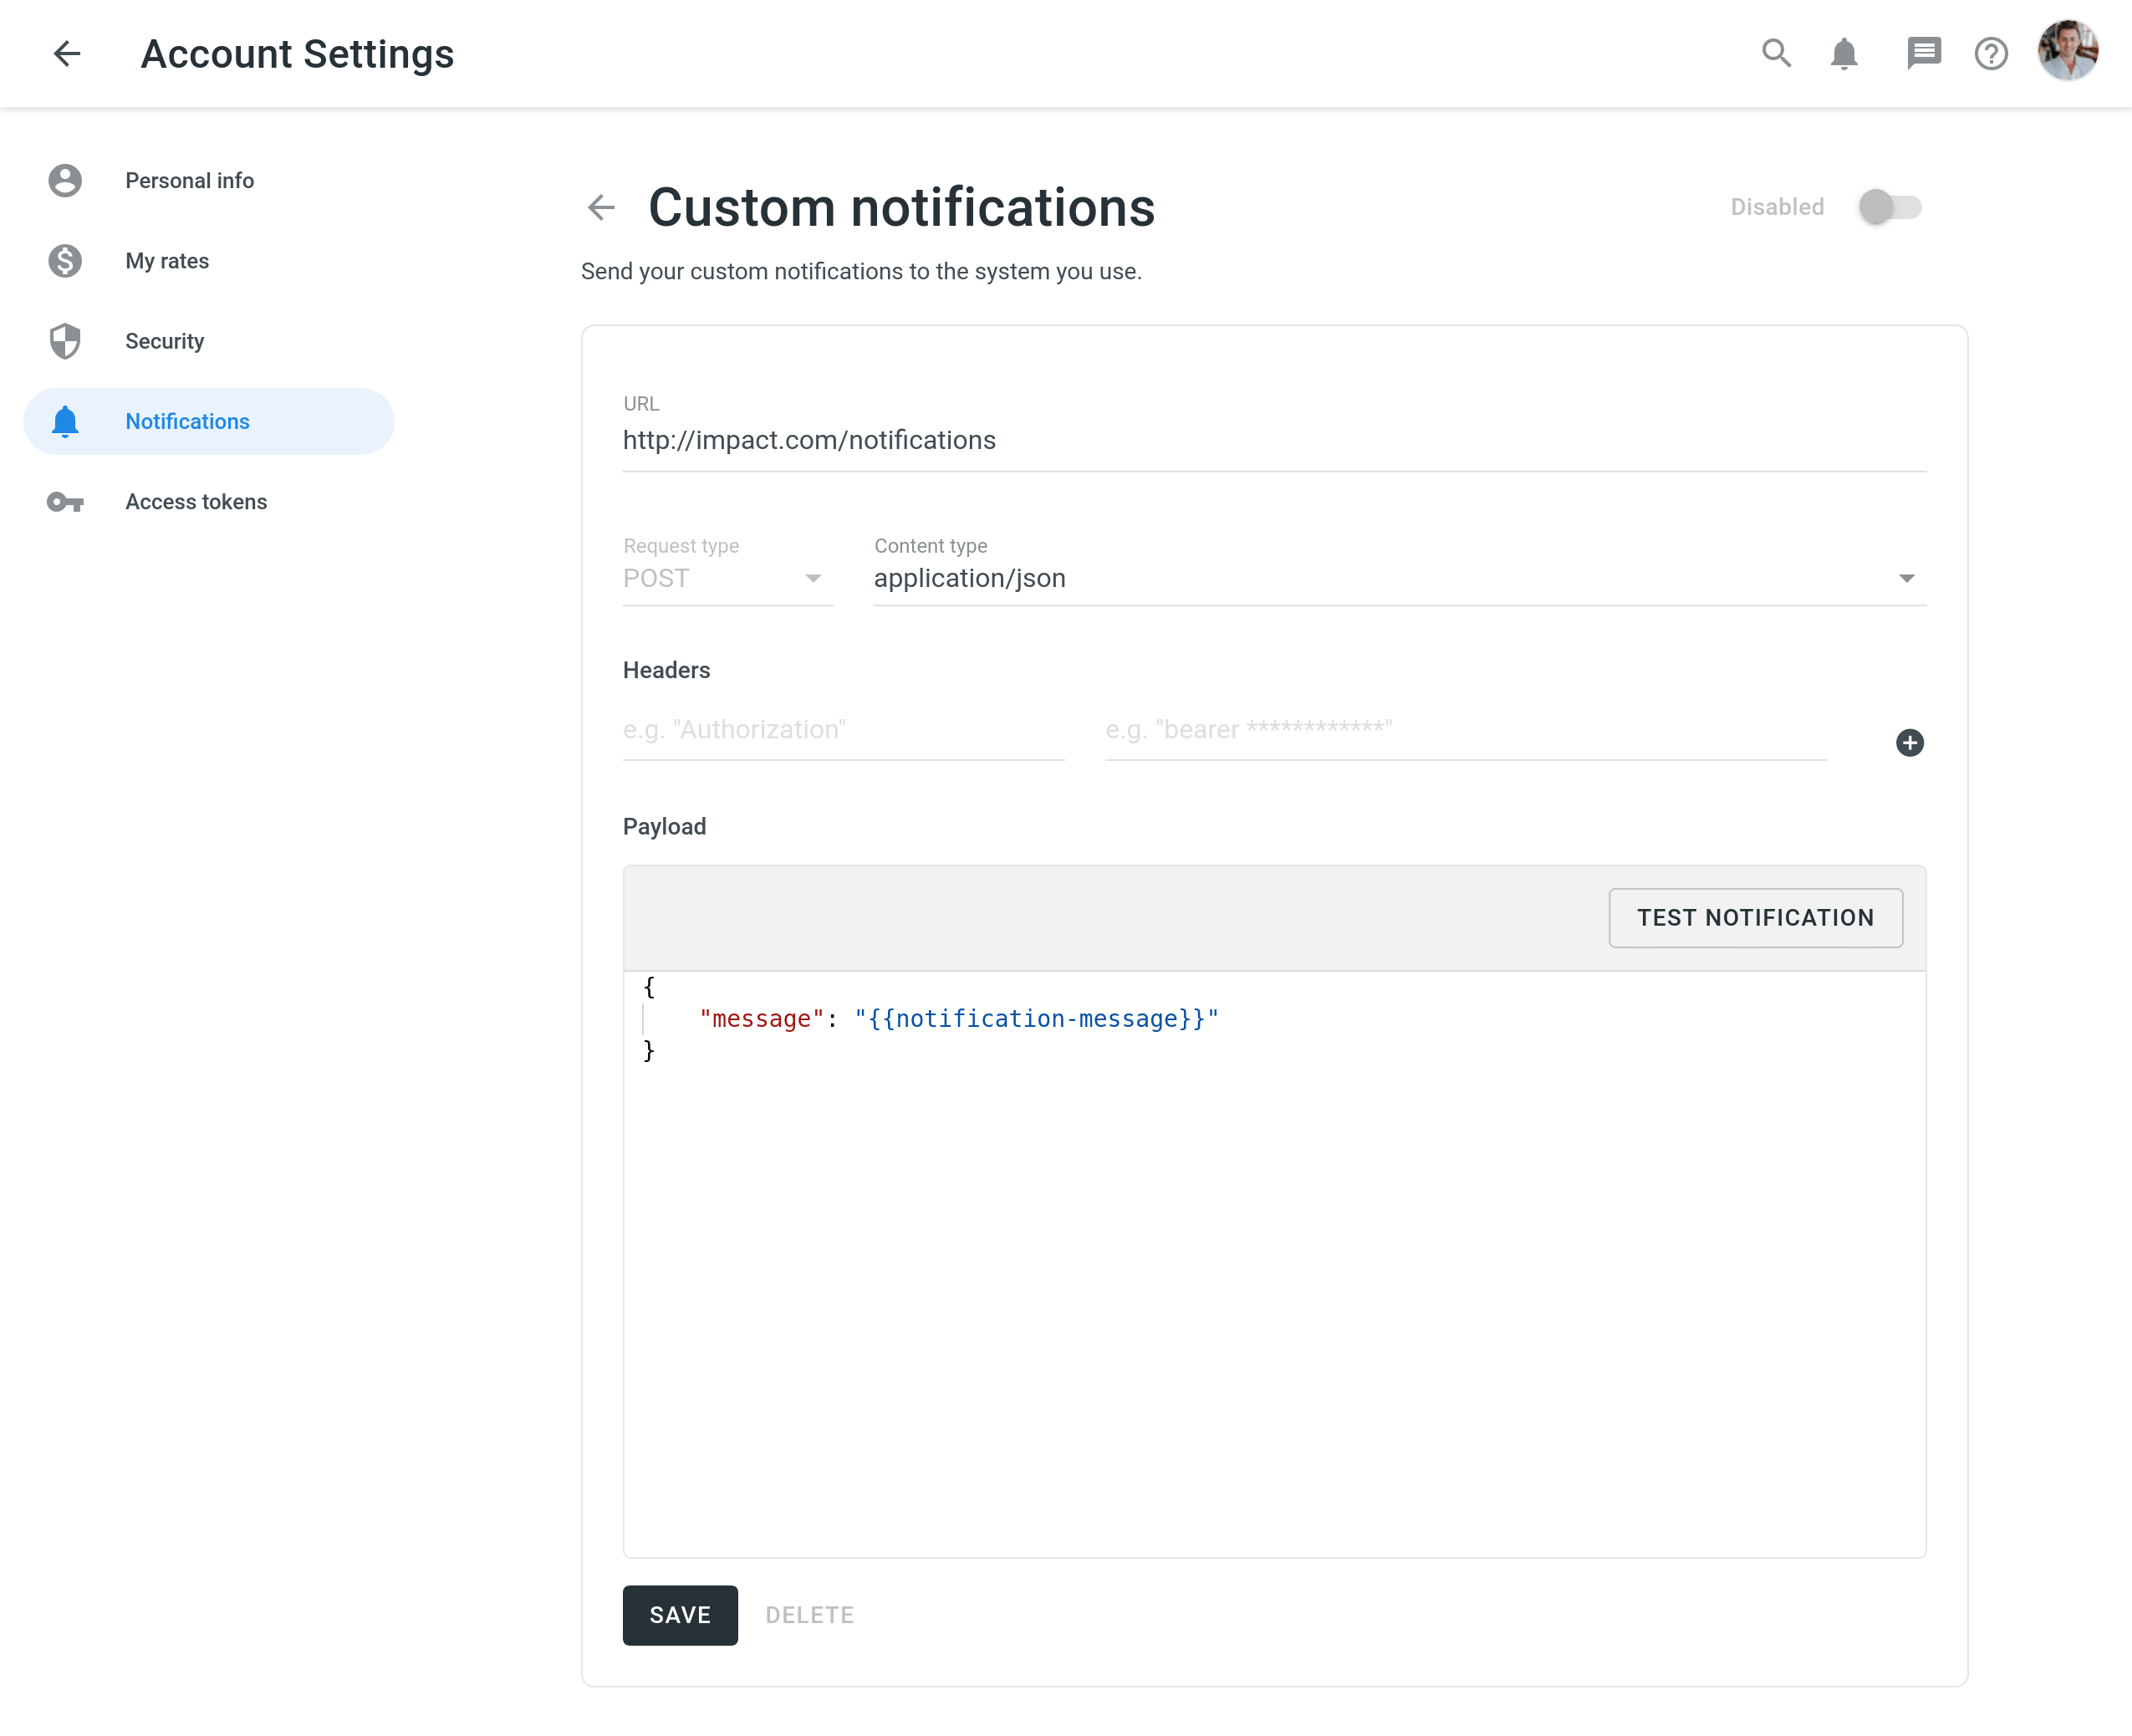 Account Settings
Personal info
My rates
Security
Notifications
Access tokens
Custom notifications
Disabled
Send your custom notifications to the system you use.
URL
http://impact.com/notifications
Request type
POST
Content type
application/json
Headers
e.g. "Authorization"
e.g. "bearer ************"
Payload
TEST NOTIFICATION
{
    "message": "{{notification-message}}"
}
SAVE
DELETE